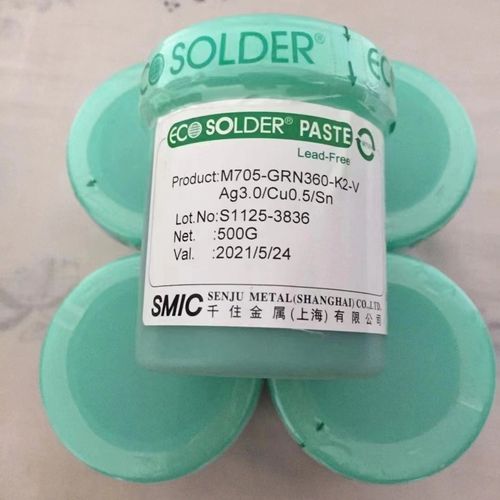 ECO SOLDER®
ECO SOLDER® PASTE
Lead-Free
Product:M705-GRN360-K2-V
Ag3.0/Cu0.5/Sn
Lot.No:S1125-3836
Net. :500G
Val. :2021/5/24
SMIC SENJU METAL(SHANGHAI) CO.,LTD.
千住金属(上海)有限公司